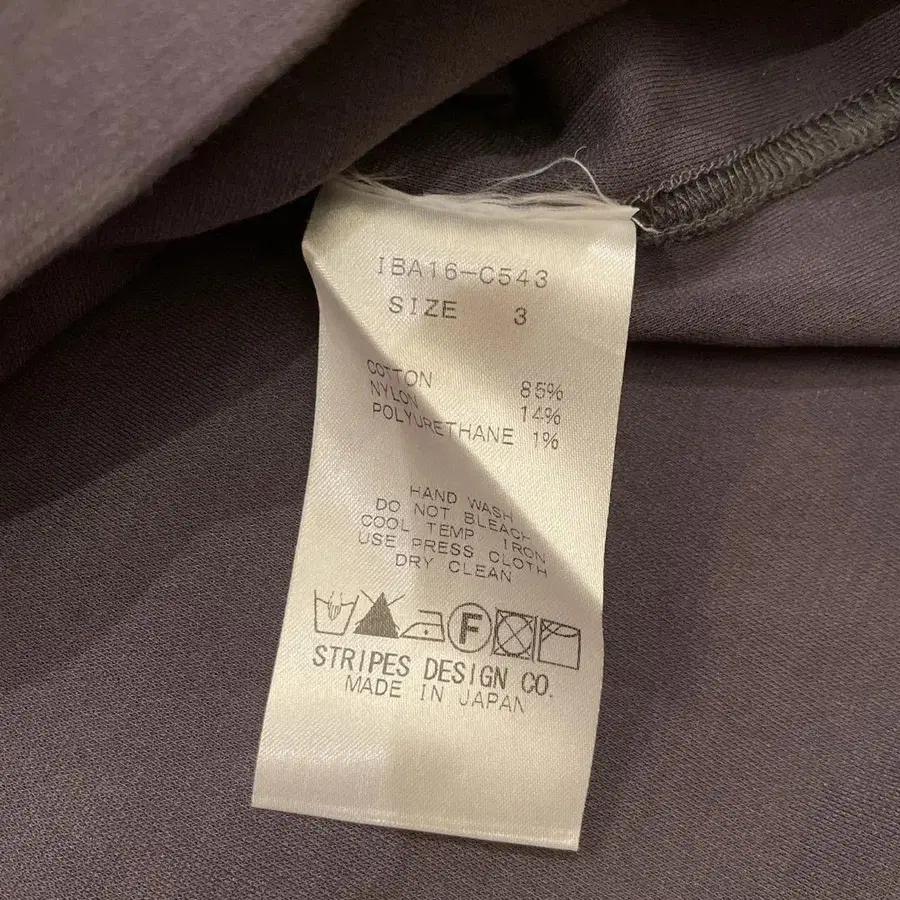 IBA16-C543
SIZE 3
COTTON 85%
NYLON 14%
POLYURETHANE 1%
HAND WASH
DO NOT BLEACH
COOL TEMP IRON
USE PRESS CLOTH
DRY CLEAN
F
STRIPES DESIGN CO.
MADE IN JAPAN